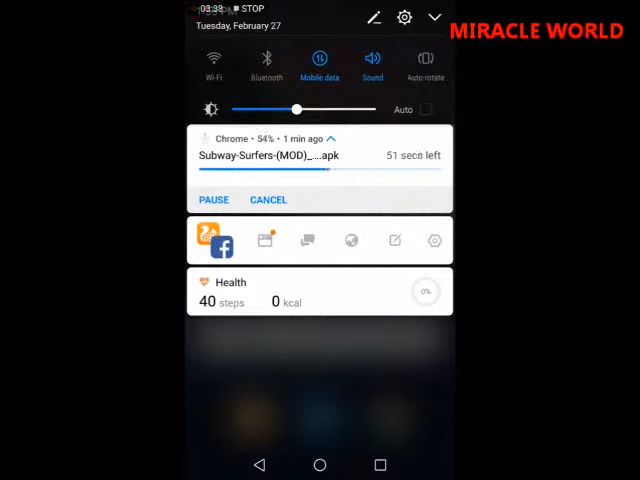 03:38 STOP
Tuesday, February 27
MIRACLE WORLD
Wi-Fi Bluetooth Mobile data Sound Auto-rotate
Auto
Chrome • 54% • 1 min ago
Subway-Surfers-(MOD)_....apk 51 secs left
PAUSE CANCEL
Health
40 steps 0 kcal
0%